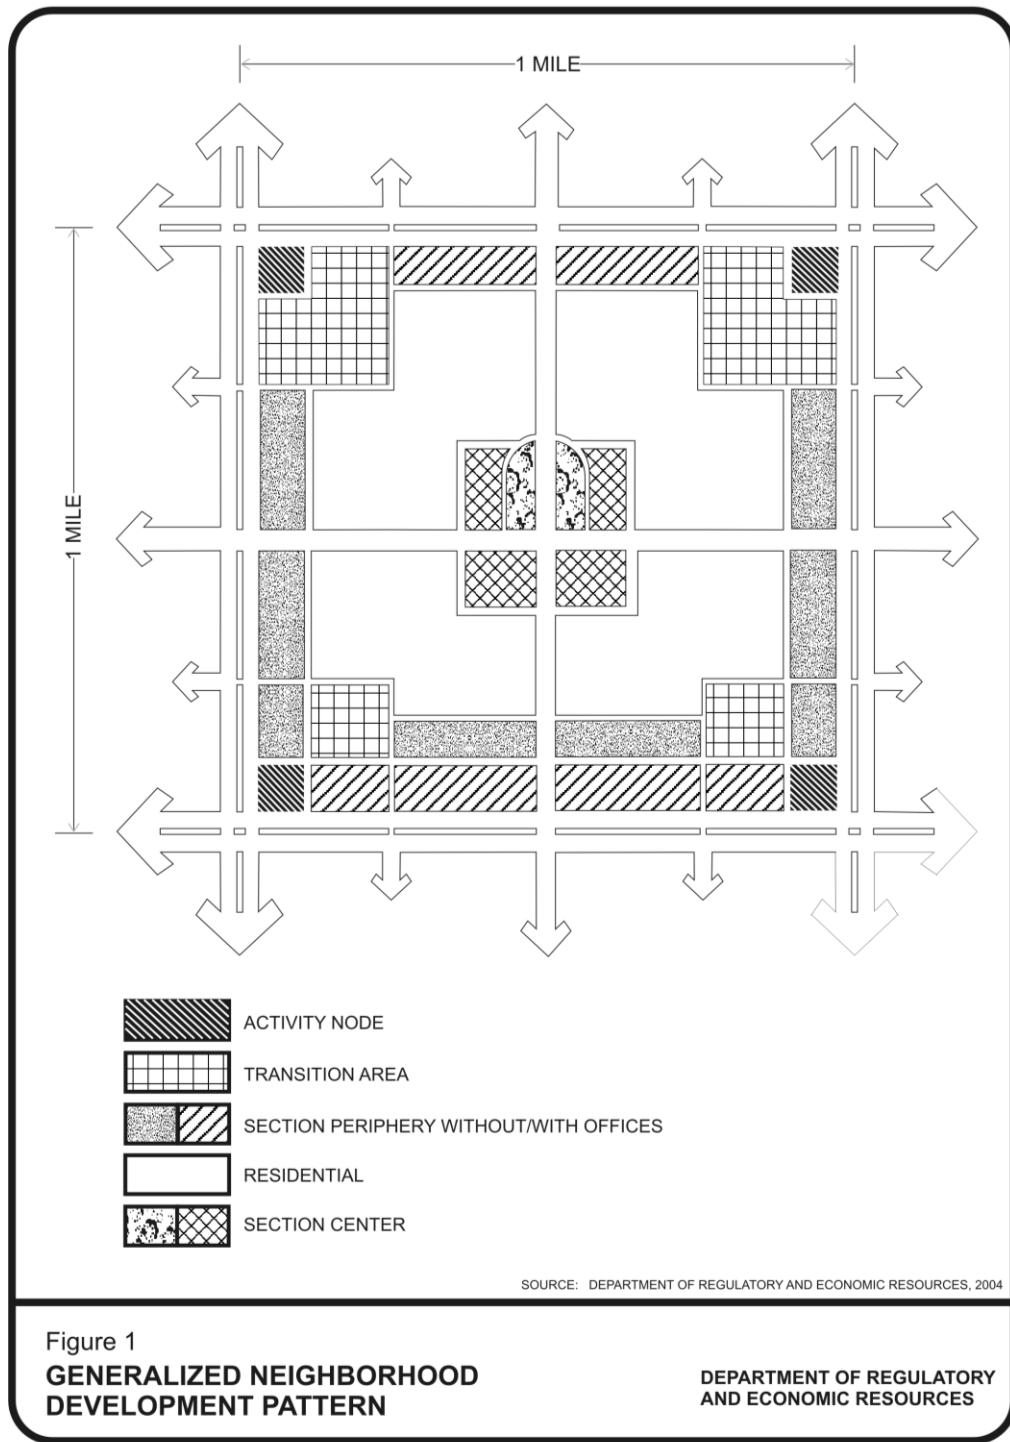 1 MILE
1 MILE
ACTIVITY NODE
TRANSITION AREA
SECTION PERIPHERY WITHOUT/WITH OFFICES
RESIDENTIAL
SECTION CENTER
SOURCE: DEPARTMENT OF REGULATORY AND ECONOMIC RESOURCES, 2004
Figure 1
GENERALIZED NEIGHBORHOOD
DEVELOPMENT PATTERN
DEPARTMENT OF REGULATORY
AND ECONOMIC RESOURCES